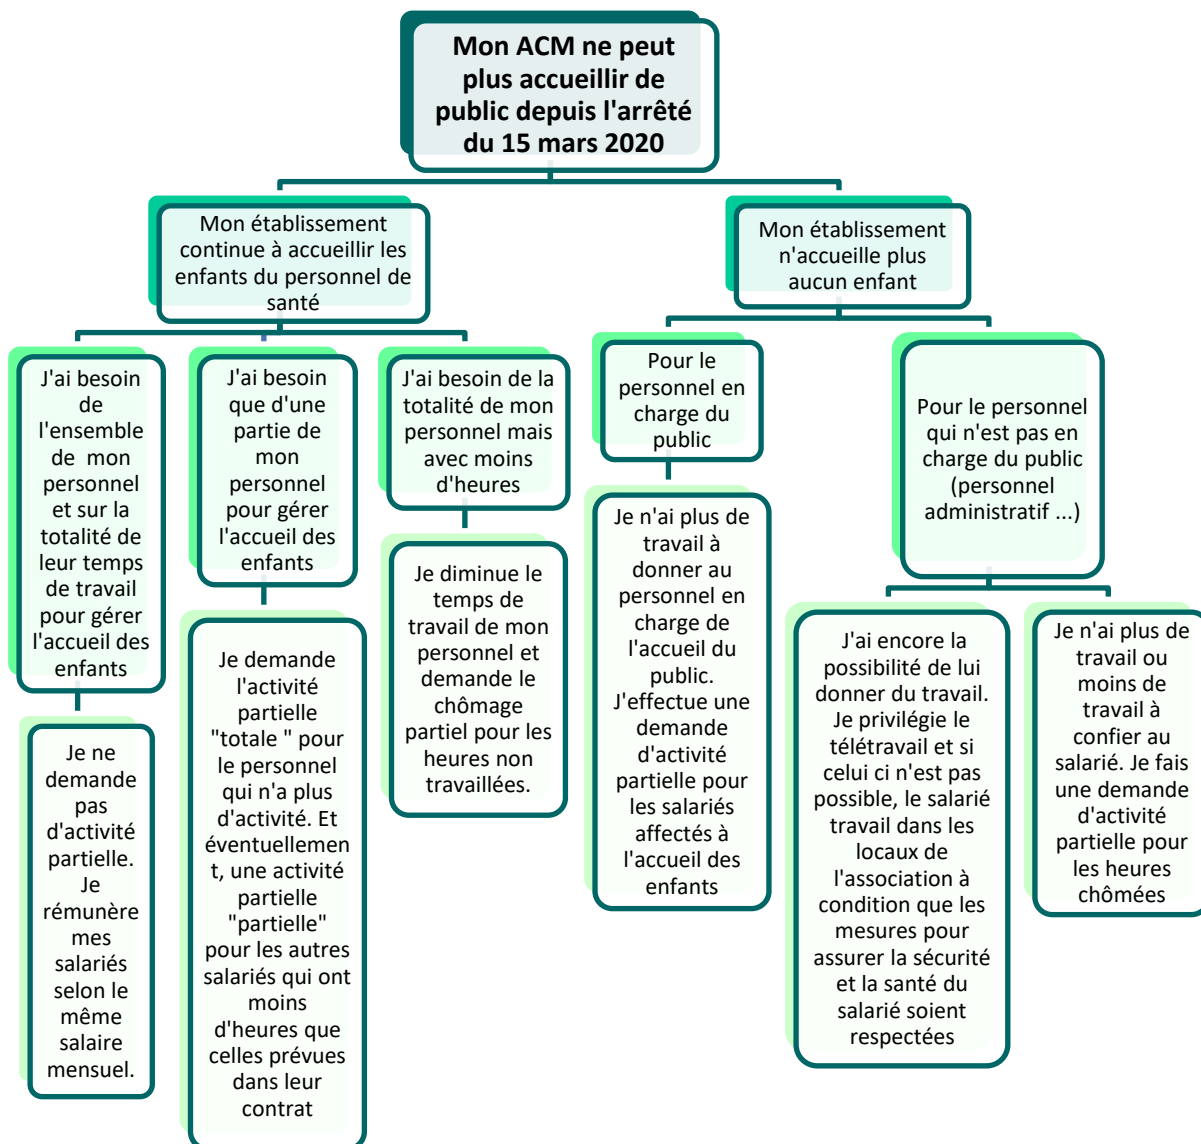 Mon ACM ne peut
plus accueillir de
public depuis l'arrêté
du 15 mars 2020
Mon établissement
continue à accueillir les
enfants du personnel de
santé
Mon établissement
n'accueille plus
aucun enfant
J'ai besoin
de
l'ensemble
de mon
personnel
et sur la
totalité de
leur temps
de travail
pour gérer
l'accueil des
enfants
J'ai besoin
que d'une
partie de
mon
personnel
pour gérer
l'accueil des
enfants
J'ai besoin de la
totalité de mon
personnel mais
avec moins
d'heures
Pour le
personnel en
charge du
public
Pour le personnel
qui n'est pas en
charge du public
(personnel
administratif ...)
Je ne
demande
pas
d'activité
partielle.
Je
rémunère
mes
salariés
selon le
même
salaire
mensuel.
Je demande
l'activité
partielle
"totale " pour
le personnel
qui n'a plus
d'activité. Et
éventuellemen
t, une activité
partielle
"partielle"
pour les autres
salariés qui ont
moins
d'heures que
celles prévues
dans leur
contrat
Je diminue le
temps de
travail de mon
personnel et
demande le
chômage
partiel pour les
heures non
travaillées.
Je n'ai plus de
travail à
donner au
personnel en
charge de
l'accueil du
public.
J'effectue une
demande
d'activité
partielle pour
les salariés
affectés à
l'accueil des
enfants
J'ai encore la
possibilité de lui
donner du travail.
Je privilégie le
télétravail et si
celui ci n'est pas
possible, le salarié
travail dans les
locaux de
l'association à
condition que les
mesures pour
assurer la sécurité
et la santé du
salarié soient
respectées
Je n'ai plus de
travail ou
moins de
travail à
confier au
salarié. Je fais
une demande
d'activité
partielle pour
les heures
chômées